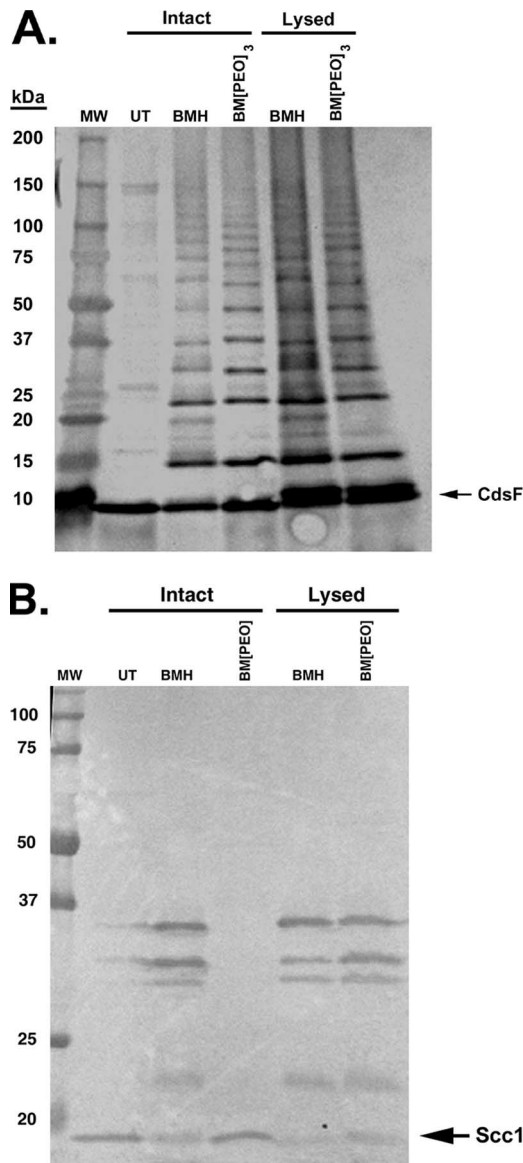 A.
Intact Lysed
kDa
MW UT BMH BM[PEO]3 BMH BM[PEO]3
200
150
100
75
50
37
25
20
15
10
CdsF
B.
Intact Lysed
MW UT BMH BM[PEO] BMH BM[PEO]
100
75
50
37
25
20
Scc1